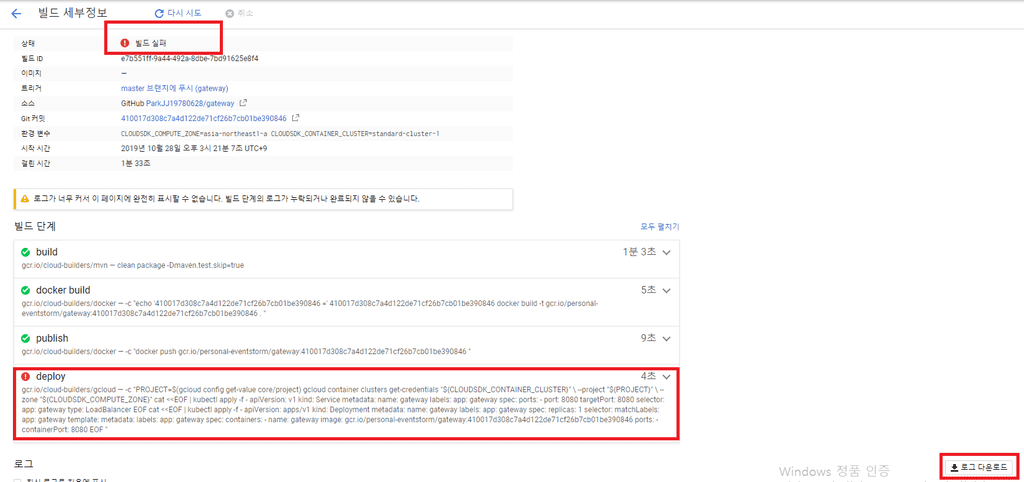 빌드 세부정보 다시 시도 취소
상태 빌드 실패
빌드 ID e7b551ff-9a44-492a-8dbe-7bd91625e8f4
이미지 —
트리거 master 브랜치에 푸시 (gateway)
소스 GitHub ParkJJ19780628/gateway
Git 커밋 410017d308c7a4d122de71cf26b7cb01be390846
환경 변수 CLOUDSDK_COMPUTE_ZONE=asia-northeast1-a CLOUDSDK_CONTAINER_CLUSTER=standard-cluster-1
시작 시간 2019년 10월 28일 오후 3시 21분 7초 UTC+9
걸린 시간 1분 33초
로그가 너무 커서 이 페이지에 완전히 표시할 수 없습니다. 빌드 단계의 로그가 누락되거나 완료되지 않을 수 있습니다.
빌드 단계 모두 펼치기
build 1분 3초
gcr.io/cloud-builders/mvn — clean package -Dmaven.test.skip=true
docker build 5초
gcr.io/cloud-builders/docker — -c "echo '410017d308c7a4d122de71cf26b7cb01be390846 =' 410017d308c7a4d122de71cf26b7cb01be390846 docker build -t gcr.io/personal-
eventstorm/gateway:410017d308c7a4d122de71cf26b7cb01be390846 . "
publish 9초
gcr.io/cloud-builders/docker — -c "docker push gcr.io/personal-eventstorm/gateway:410017d308c7a4d122de71cf26b7cb01be390846 "
deploy 4초
gcr.io/cloud-builders/gcloud — -c "PROJECT=$(gcloud config get-value core/project) gcloud container clusters get-credentials "${CLOUDSDK_CONTAINER_CLUSTER}" \ --project "${PROJECT}" \ --
zone "${CLOUDSDK_COMPUTE_ZONE}" cat <<EOF | kubectl apply -f - apiVersion: v1 kind: Service metadata: name: gateway labels: app: gateway spec: ports: - port: 8080 targetPort: 8080 selector:
app: gateway type: LoadBalancer EOF cat <<EOF | kubectl apply -f - apiVersion: apps/v1 kind: Deployment metadata: name: gateway labels: app: gateway spec: replicas: 1 selector: matchLabels:
app: gateway template: metadata: labels: app: gateway spec: containers: - name: gateway image: gcr.io/personal-eventstorm/gateway:410017d308c7a4d122de71cf26b7cb01be390846 ports: -
containerPort: 8080 EOF "
로그 로그 다운로드
Windows 정품 인증